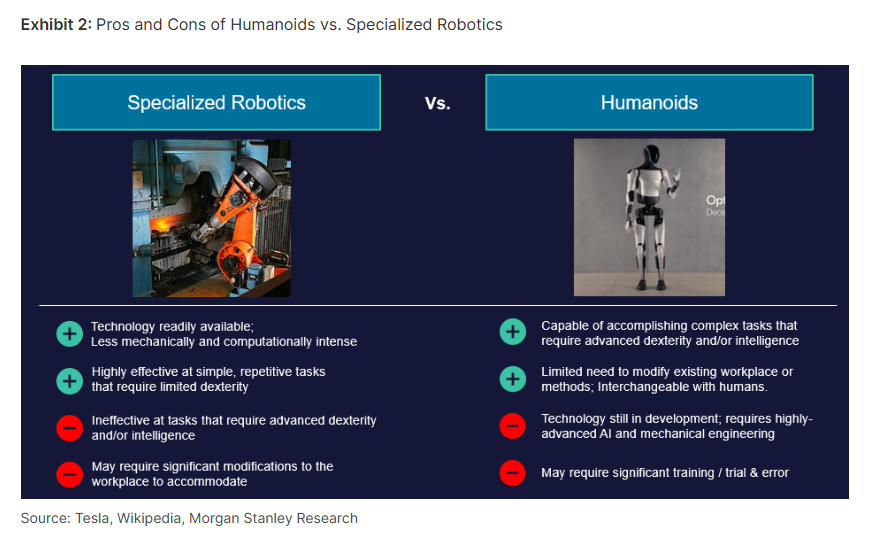 Exhibit 2: Pros and Cons of Humanoids vs. Specialized Robotics
Specialized Robotics
Vs.
Humanoids
Technology readily available;
Less mechanically and computationally intense
Highly effective at simple, repetitive tasks
that require limited dexterity
Ineffective at tasks that require advanced dexterity
and/or intelligence
May require significant modifications to the
workplace to accommodate
Opt
Dece
Capable of accomplishing complex tasks that
require advanced dexterity and/or intelligence
Limited need to modify existing workplace or
methods; Interchangeable with humans.
Technology still in development; requires highly-
advanced AI and mechanical engineering
May require significant training / trial & error
Source: Tesla, Wikipedia, Morgan Stanley Research